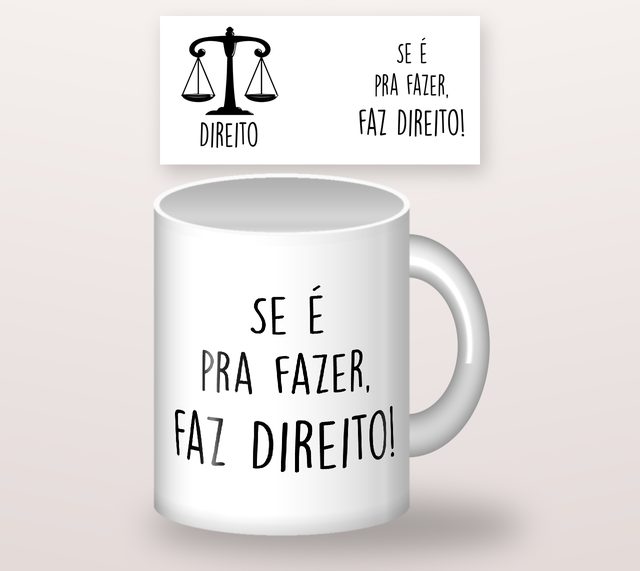 DIREITO
SE É
PRA FAZER,
FAZ DIREITO!
SE É
PRA FAZER,
FAZ DIREITO!